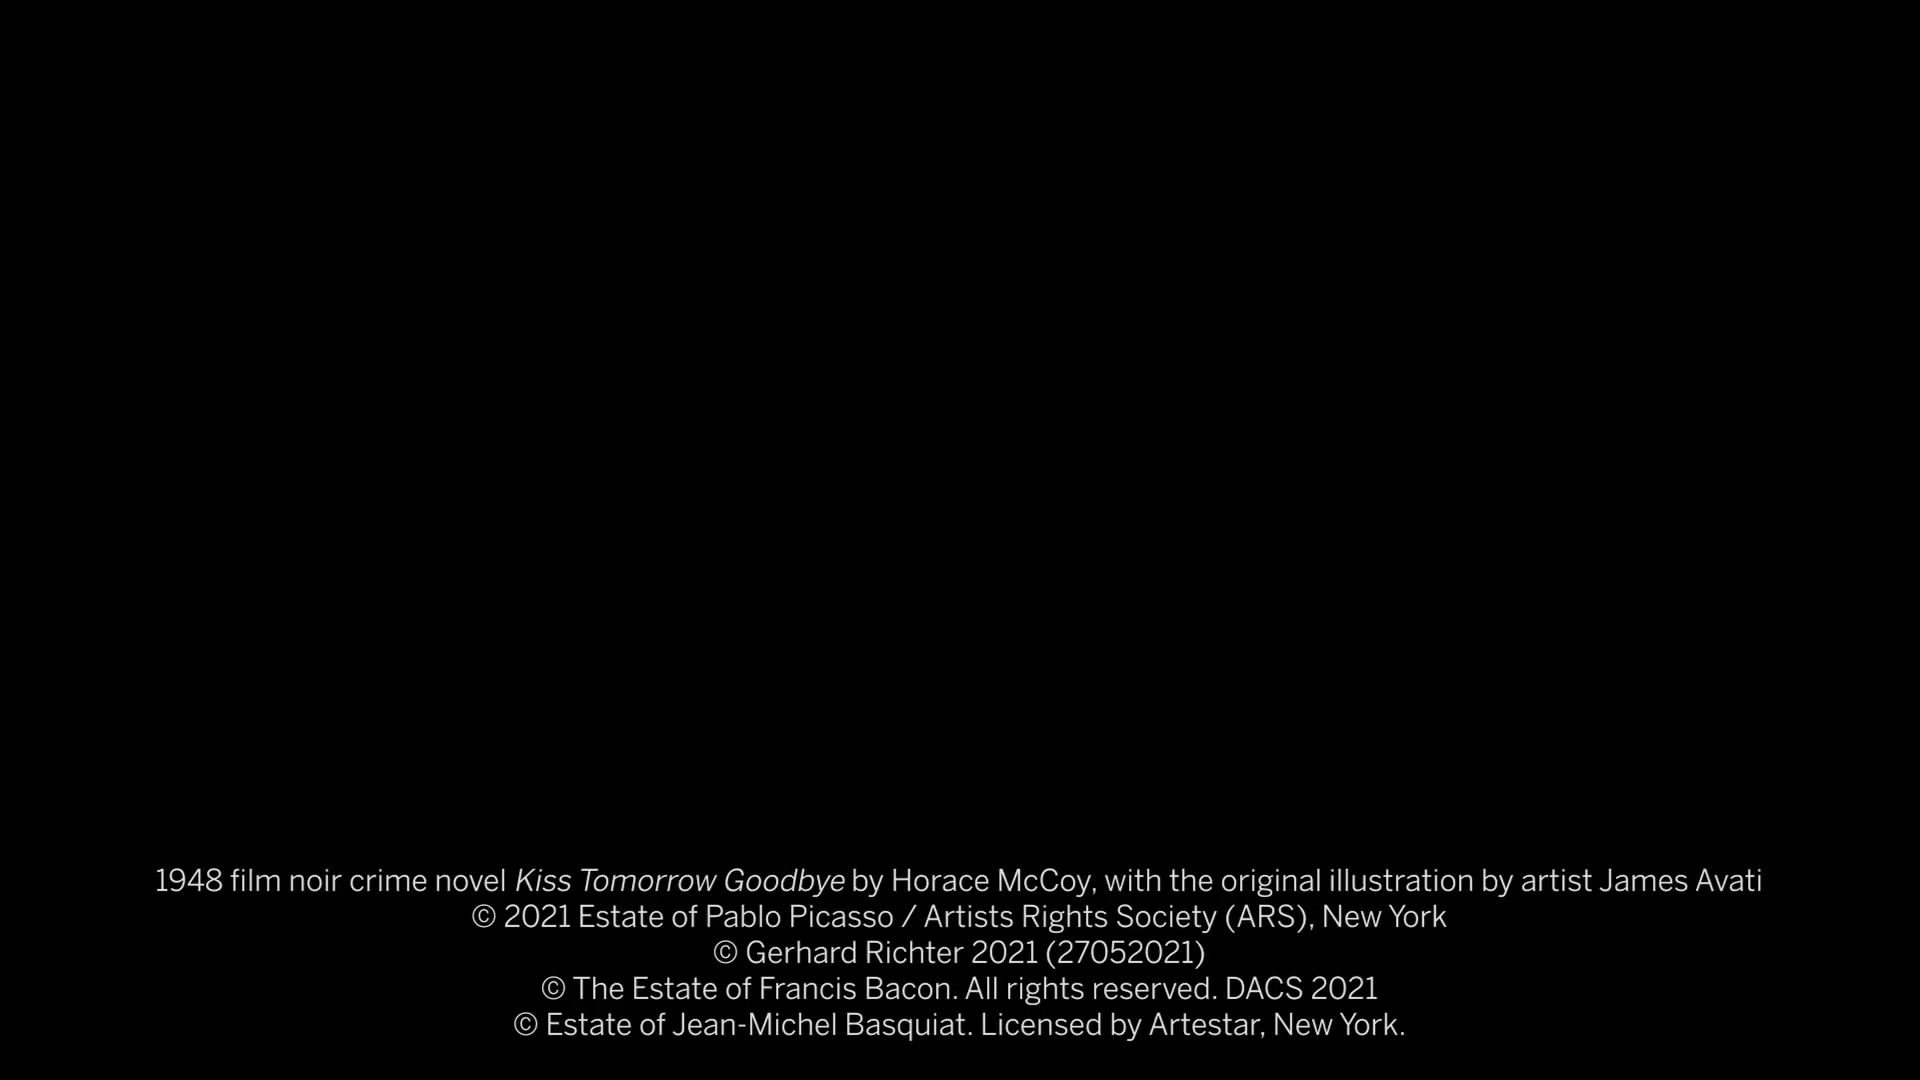 1948 film noir crime novel Kiss Tomorrow Goodbye by Horace McCoy, with the original illustration by artist James Avati
© 2021 Estate of Pablo Picasso / Artists Rights Society (ARS), New York
© Gerhard Richter 2021 (27052021)
© The Estate of Francis Bacon. All rights reserved. DACS 2021
© Estate of Jean-Michel Basquiat. Licensed by Artestar, New York.